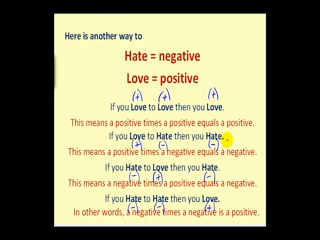 Here is another way to
Hate = negative
Love = positive
(+) (+) (+)
If you Love to Love then you Love.
This means a positive times a positive equals a positive.
If you Love to Hate then you Hate.
(+) (-) (-)
This means a positive times a negative equals a negative.
If you Hate to Love then you Hate.
(-) (+) (-)
This means a negative times a positive equals a negative.
If you Hate to Hate then you Love.
(-) (-) (+)
In other words, a negative times a negative is a positive.